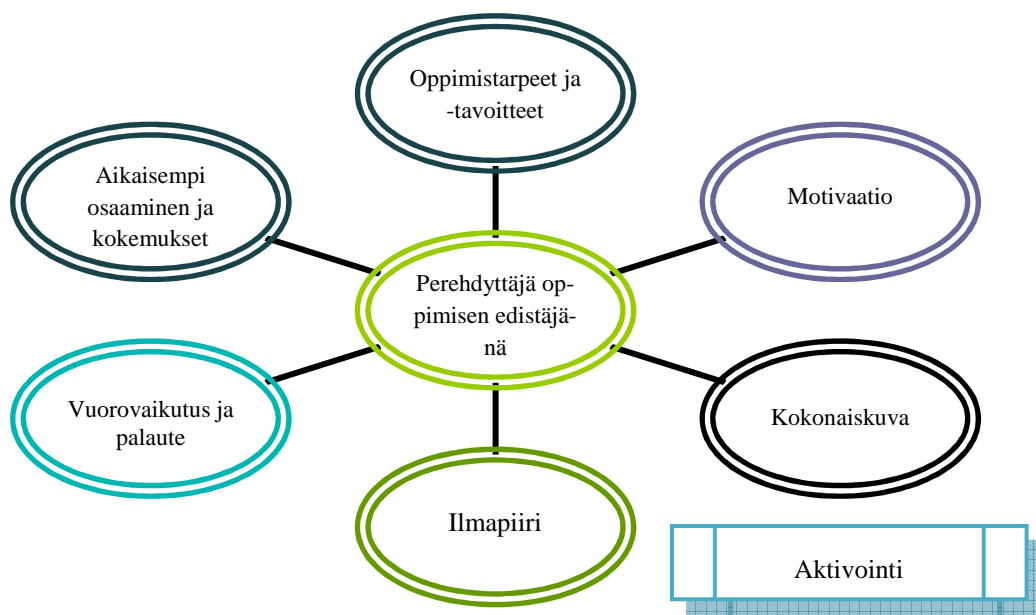 Oppimistarpeet ja
-tavoitteet
Aikaisempi
osaaminen ja
kokemukset
Motivaatio
Perehdyttäjä op-
pimisen edistäjä-
nä
Vuorovaikutus ja
palaute
Kokonaiskuva
Ilmapiiri
Aktivointi